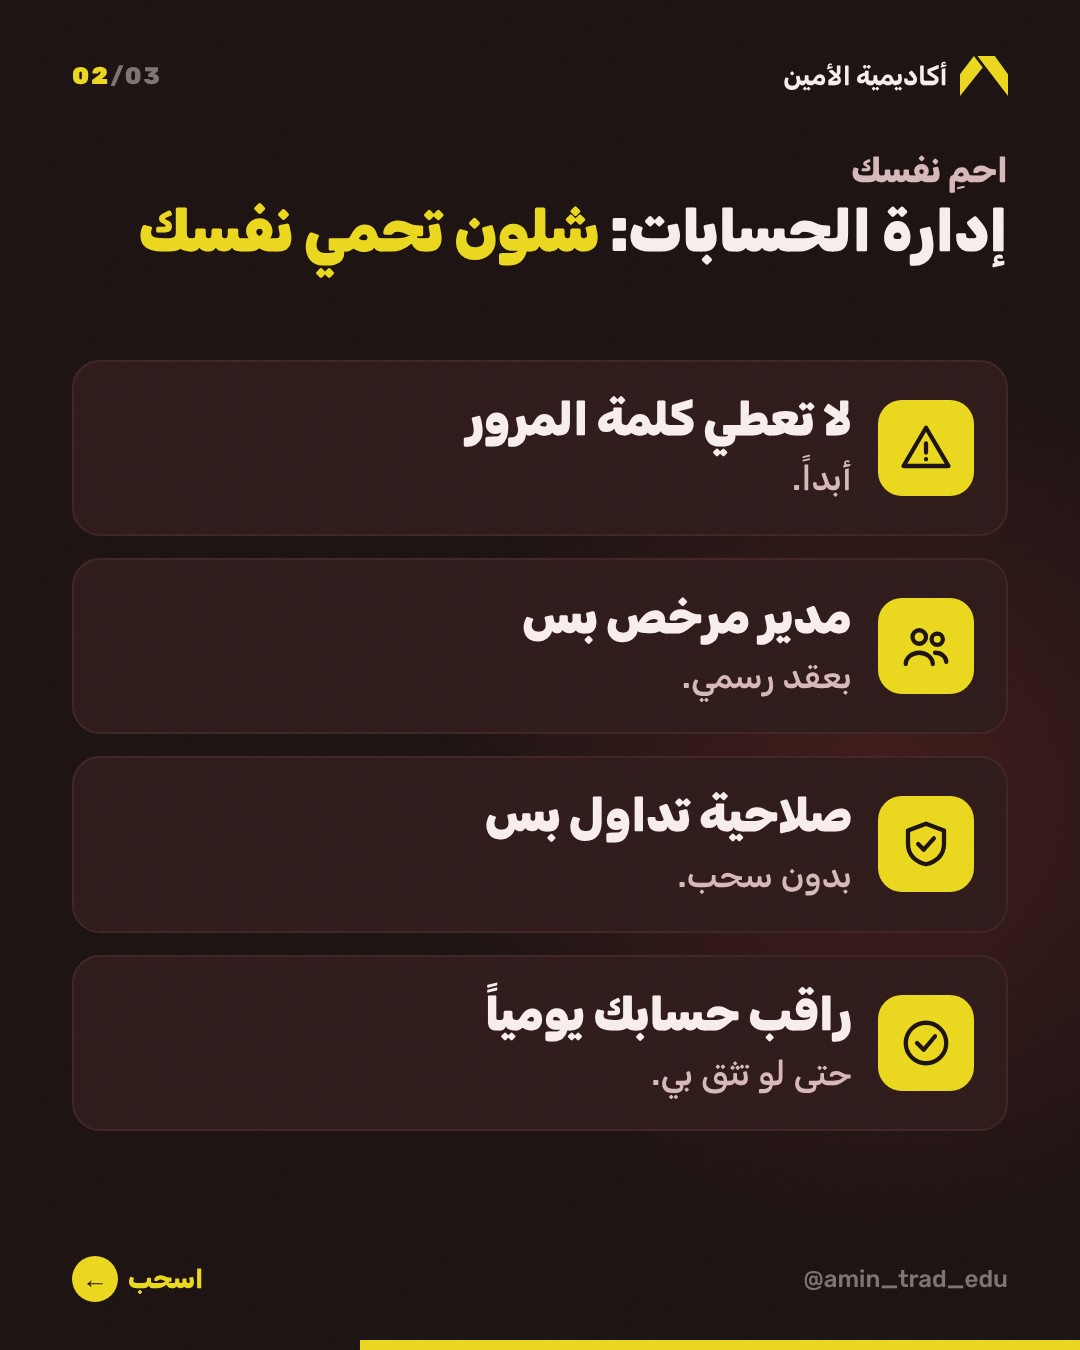 أكاديمية الأمين
02/03
احمِ نفسك
إدارة الحسابات: شلون تحمي نفسك
لا تعطي كلمة المرور
أبداً.
مدير مرخص بس
بعقد رسمي.
صلاحية تداول بس
بدون سحب.
راقب حسابك يومياً
حتى لو تثق بي.
@amin_trad_edu
اسحب ←